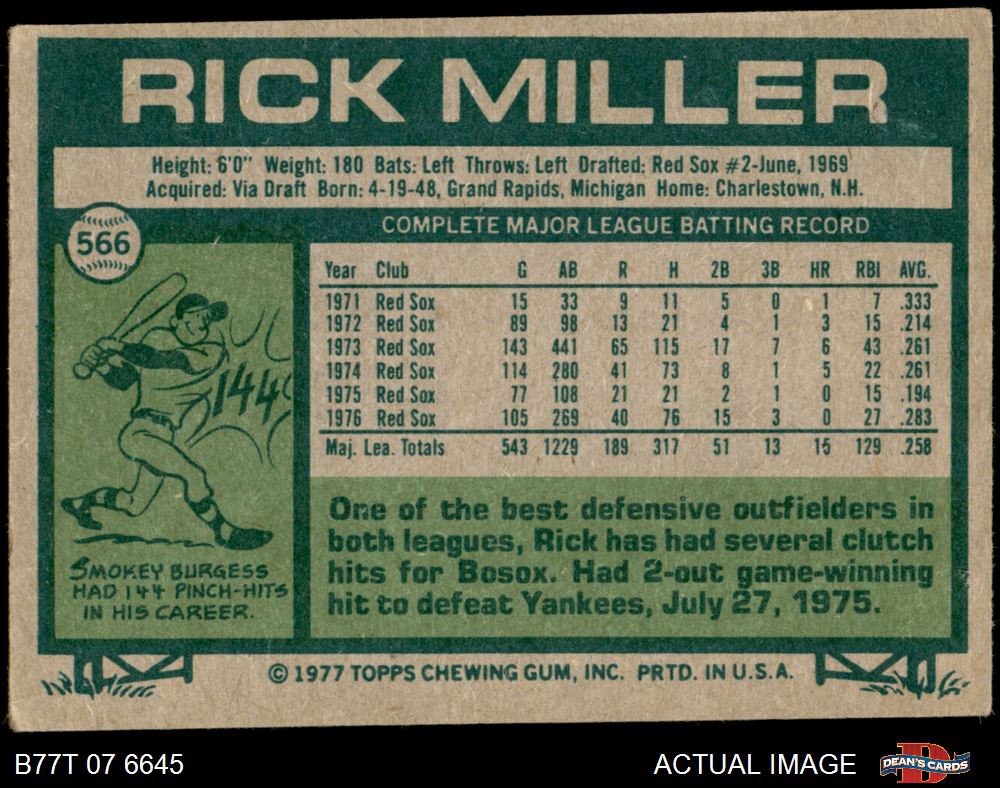 RICK MILLER
Height: 6'0" Weight: 180 Bats: Left Throws: Left Drafted: Red Sox #2-June, 1969
Acquired: Via Draft Born: 4-19-48, Grand Rapids, Michigan Home: Charlestown, N.H.
566
COMPLETE MAJOR LEAGUE BATTING RECORD
Year Club G AB R H 2B 3B HR RBI AVG.
1971 Red Sox 15 33 9 11 5 0 1 7 .333
1972 Red Sox 89 98 13 21 4 1 3 15 .214
1973 Red Sox 143 441 65 115 17 7 6 43 .261
1974 Red Sox 114 280 41 73 8 1 5 22 .261
1975 Red Sox 77 108 21 21 2 1 0 15 .194
1976 Red Sox 105 269 40 76 15 3 0 27 .283
Maj. Lea. Totals 543 1229 189 317 51 13 15 129 .258
144
SMOKEY BURGESS
HAD 144 PINCH-HITS
IN HIS CAREER.
One of the best defensive outfielders in
both leagues, Rick has had several clutch
hits for Bosox. Had 2-out game-winning
hit to defeat Yankees, July 27, 1975.
© 1977 TOPPS CHEWING GUM, INC. PRTD. IN U.S.A.
B77T 07 6645
ACTUAL IMAGE
D
DEAN'S CARDS